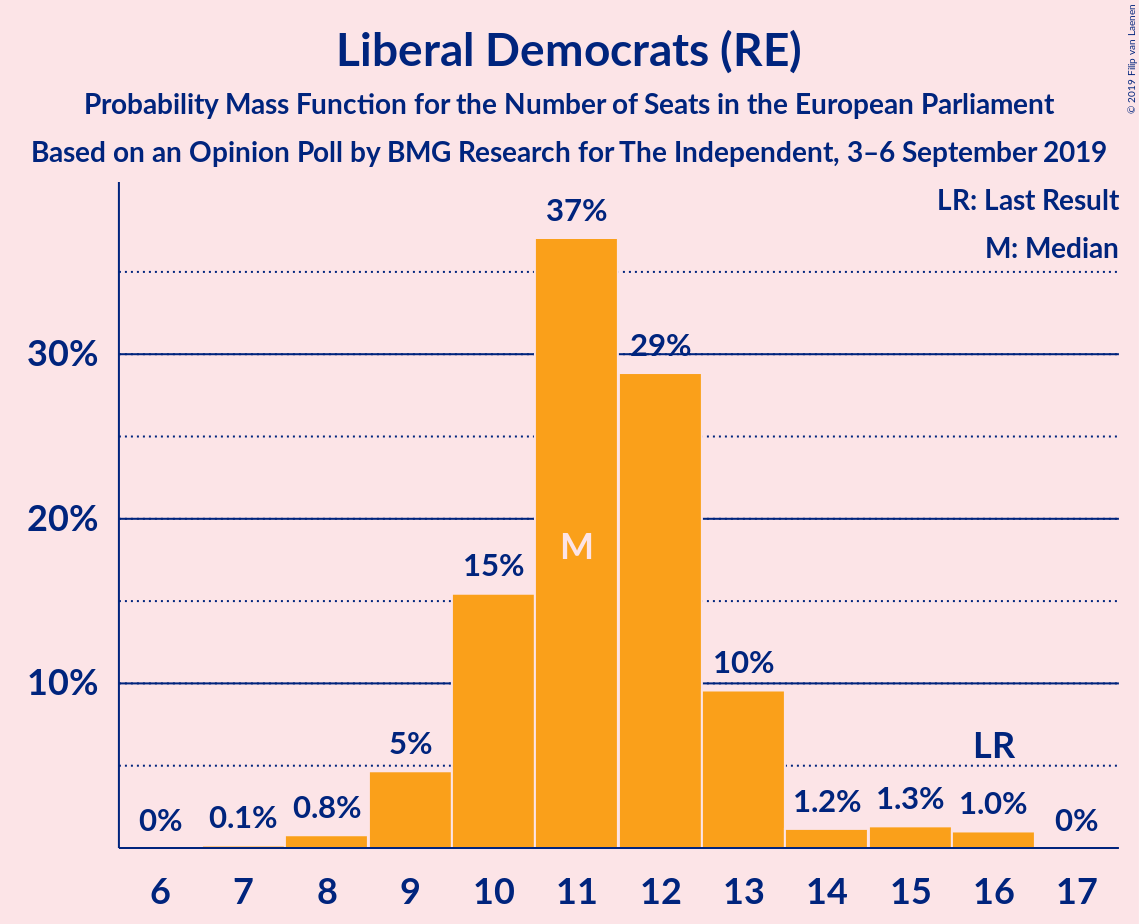 Liberal Democrats (RE)
Probability Mass Function for the Number of Seats in the European Parliament
Based on an Opinion Poll by BMG Research for The Independent, 3–6 September 2019
© 2019 Filip van Laenen
LR: Last Result
M: Median
30%
20%
10%
0%
0.1%
0.8%
5%
15%
37%
M
29%
10%
1.2%
1.3%
LR
1.0%
0%
6 7 8 9 10 11 12 13 14 15 16 17